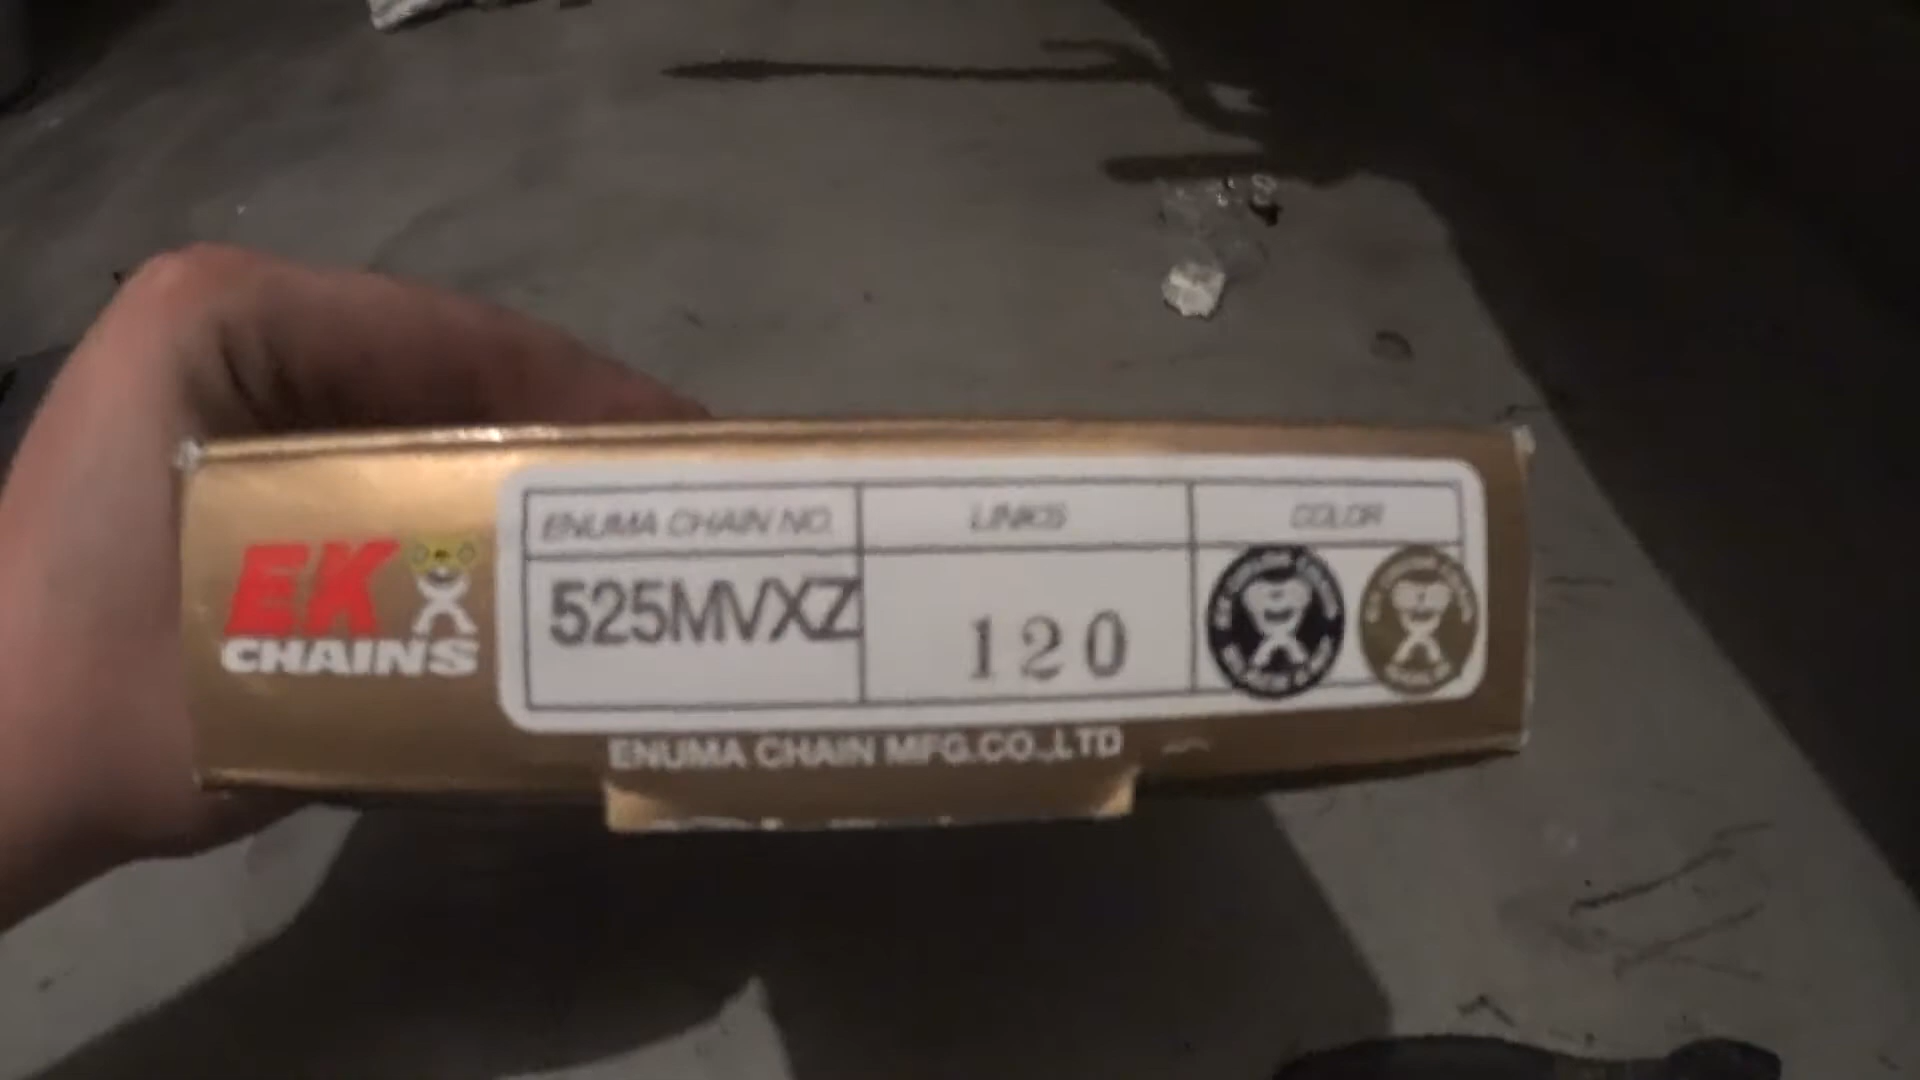 EK
CHAINS
ENUMA CHAIN NO. LINKS COLOR
525MVXZ 120
ENUMA CHAIN MFG.CO.,LTD